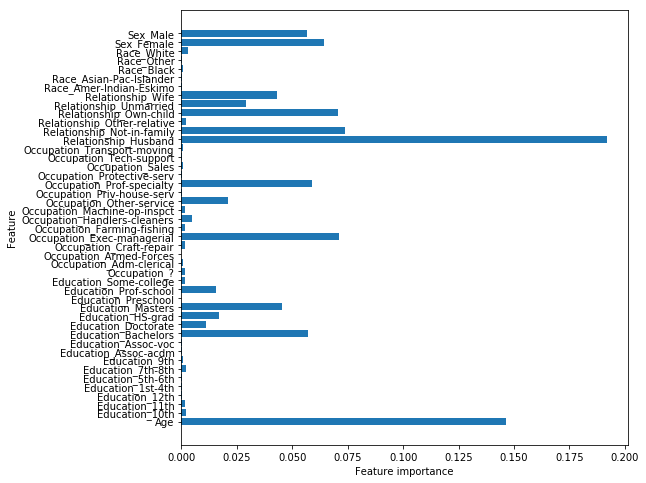 Sex_Male
Sex_Female
Race_White
Race_Other
Race_Black
Race_Asian-Pac-Islander
Race_Amer-Indian-Eskimo
Relationship_Wife
Relationship_Unmarried
Relationship_Own-child
Relationship_Other-relative
Relationship_Not-in-family
Relationship_Husband
Occupation_Transport-moving
Occupation_Tech-support
Occupation_Sales
Occupation_Protective-serv
Occupation_Prof-specialty
Occupation_Priv-house-serv
Occupation_Other-service
Occupation_Machine-op-inspct
Occupation_Handlers-cleaners
Occupation_Farming-fishing
Occupation_Exec-managerial
Occupation_Craft-repair
Occupation_Armed-Forces
Occupation_Adm-clerical
Occupation_?
Education_Some-college
Education_Prof-school
Education_Preschool
Education_Masters
Education_HS-grad
Education_Doctorate
Education_Bachelors
Education_Assoc-voc
Education_Assoc-acdm
Education_9th
Education_7th-8th
Education_5th-6th
Education_1st-4th
Education_12th
Education_11th
Education_10th
Age
Feature
0.000 0.025 0.050 0.075 0.100 0.125 0.150 0.175 0.200
Feature importance